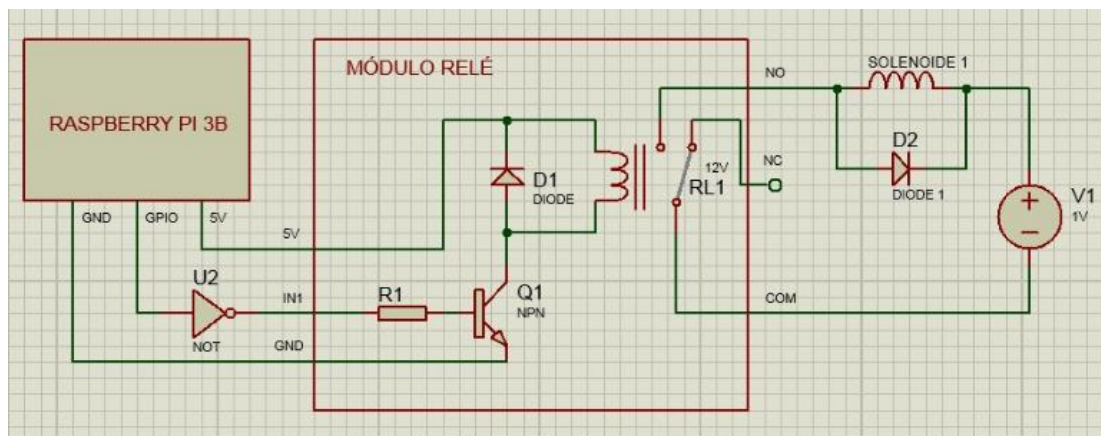 MÓDULO RELÉ
RASPBERRY PI 3B
GND
GPIO
5V
5V
U2
NOT
IN1
GND
R1
Q1
NPN
D1
DIODE
12V
RL1
NO
NC
COM
SOLENOIDE 1
D2
DIODE 1
V1
1V
+
−